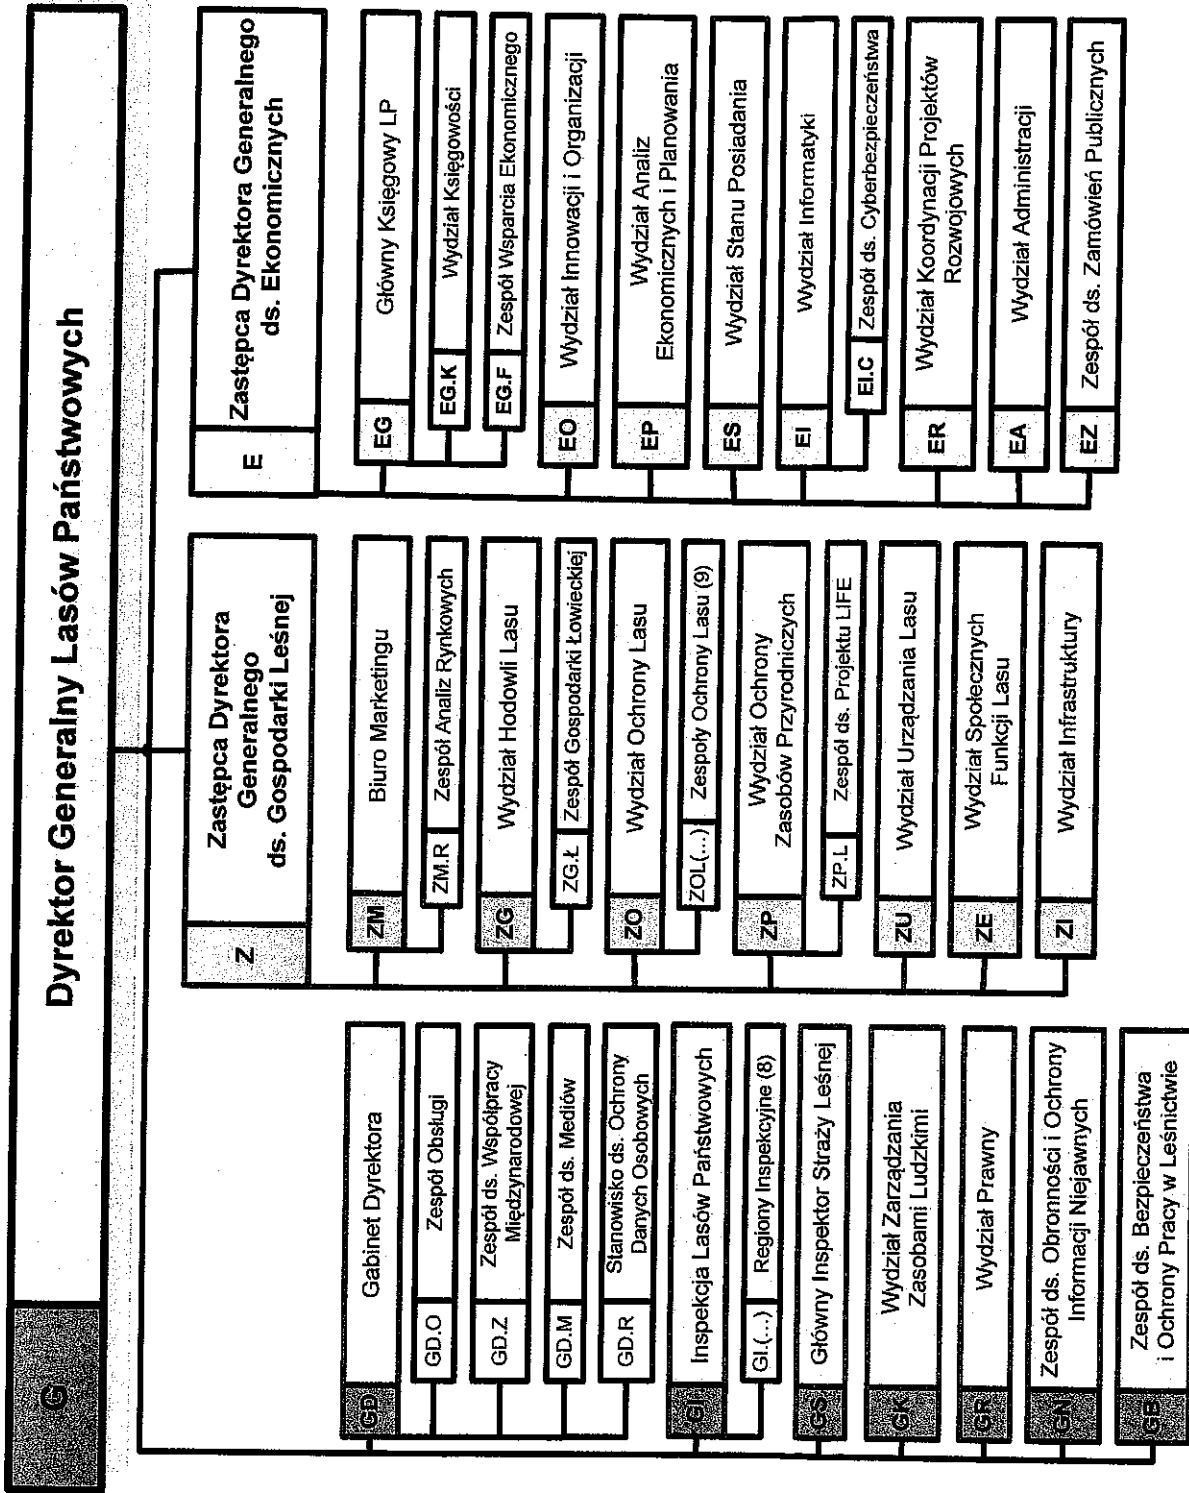 G
Dyrektor Generalny Lasów Państwowych
GD
Gabinet Dyrektora
GD.O
Zespół Obsługi
GD.Z
Zespół ds. Współpracy
Międzynarodowej
GD.M
Zespół ds. Mediów
GD.R
Stanowisko ds. Ochrony
Danych Osobowych
GI
Inspekcja Lasów Państwowych
GI.(...)
Regiony Inspekcyjne (8)
GS
Główny Inspektor Straży Leśnej
GK
Wydział Zarządzania
Zasobami Ludzkimi
GR
Wydział Prawny
GN
Zespół ds. Obronności i Ochrony
Informacji Niejawnych
GB
Zespół ds. Bezpieczeństwa
i Ochrony Pracy w Leśnictwie
Z
Zastępca Dyrektora
Generalnego
ds. Gospodarki Leśnej
ZM
Biuro Marketingu
ZM.R
Zespół Analiz Rynkowych
ZG
Wydział Hodowli Lasu
ZG.Ł
Zespół Gospodarki Łowieckiej
ZO
Wydział Ochrony Lasu
ZOL(...)
Zespoły Ochrony Lasu (9)
ZP
Wydział Ochrony
Zasobów Przyrodniczych
ZP.L
Zespół ds. Projektu LIFE
ZU
Wydział Urządzania Lasu
ZE
Wydział Społecznych
Funkcji Lasu
ZI
Wydział Infrastruktury
E
Zastępca Dyrektora Generalnego
ds. Ekonomicznych
EG
Główny Księgowy LP
EG.K
Wydział Księgowości
EG.F
Zespół Wsparcia Ekonomicznego
EO
Wydział Innowacji i Organizacji
EP
Wydział Analiz
Ekonomicznych i Planowania
ES
Wydział Stanu Posiadania
EI
Wydział Informatyki
EI.C
Zespół ds. Cyberbezpieczeństwa
ER
Wydział Koordynacji Projektów
Rozwojowych
EA
Wydział Administracji
EZ
Zespół ds. Zamówień Publicznych